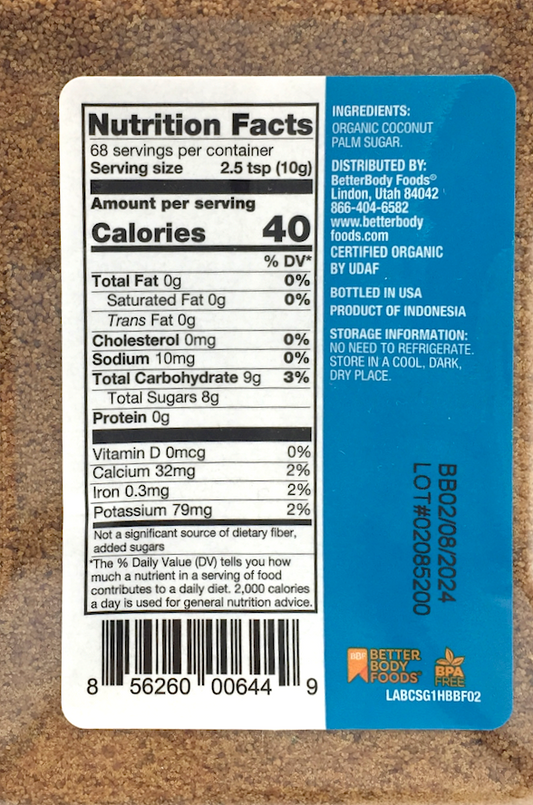 Nutrition Facts
68 servings per container
Serving size 2.5 tsp (10g)
Amount per serving
Calories 40
% DV*
Total Fat 0g 0%
Saturated Fat 0g 0%
Trans Fat 0g
Cholesterol 0mg 0%
Sodium 10mg 0%
Total Carbohydrate 9g 3%
Total Sugars 8g
Protein 0g
Vitamin D 0mcg 0%
Calcium 32mg 2%
Iron 0.3mg 2%
Potassium 79mg 2%
Not a significant source of dietary fiber,
added sugars
*The % Daily Value (DV) tells you how
much a nutrient in a serving of food
contributes to a daily diet. 2,000 calories
a day is used for general nutrition advice.
8 56260 00644 9
INGREDIENTS:
ORGANIC COCONUT
PALM SUGAR.
DISTRIBUTED BY:
BetterBody Foods®
Lindon, Utah 84042
866-404-6582
www.betterbody
foods.com
CERTIFIED ORGANIC
BY UDAF
BOTTLED IN USA
PRODUCT OF INDONESIA
STORAGE INFORMATION:
NO NEED TO REFRIGERATE.
STORE IN A COOL, DARK,
DRY PLACE.
BB02/08/2024
LOT#02085200
BBF
BETTER
BODY
FOODS
BPA
FREE
LABCSG1HBBF02